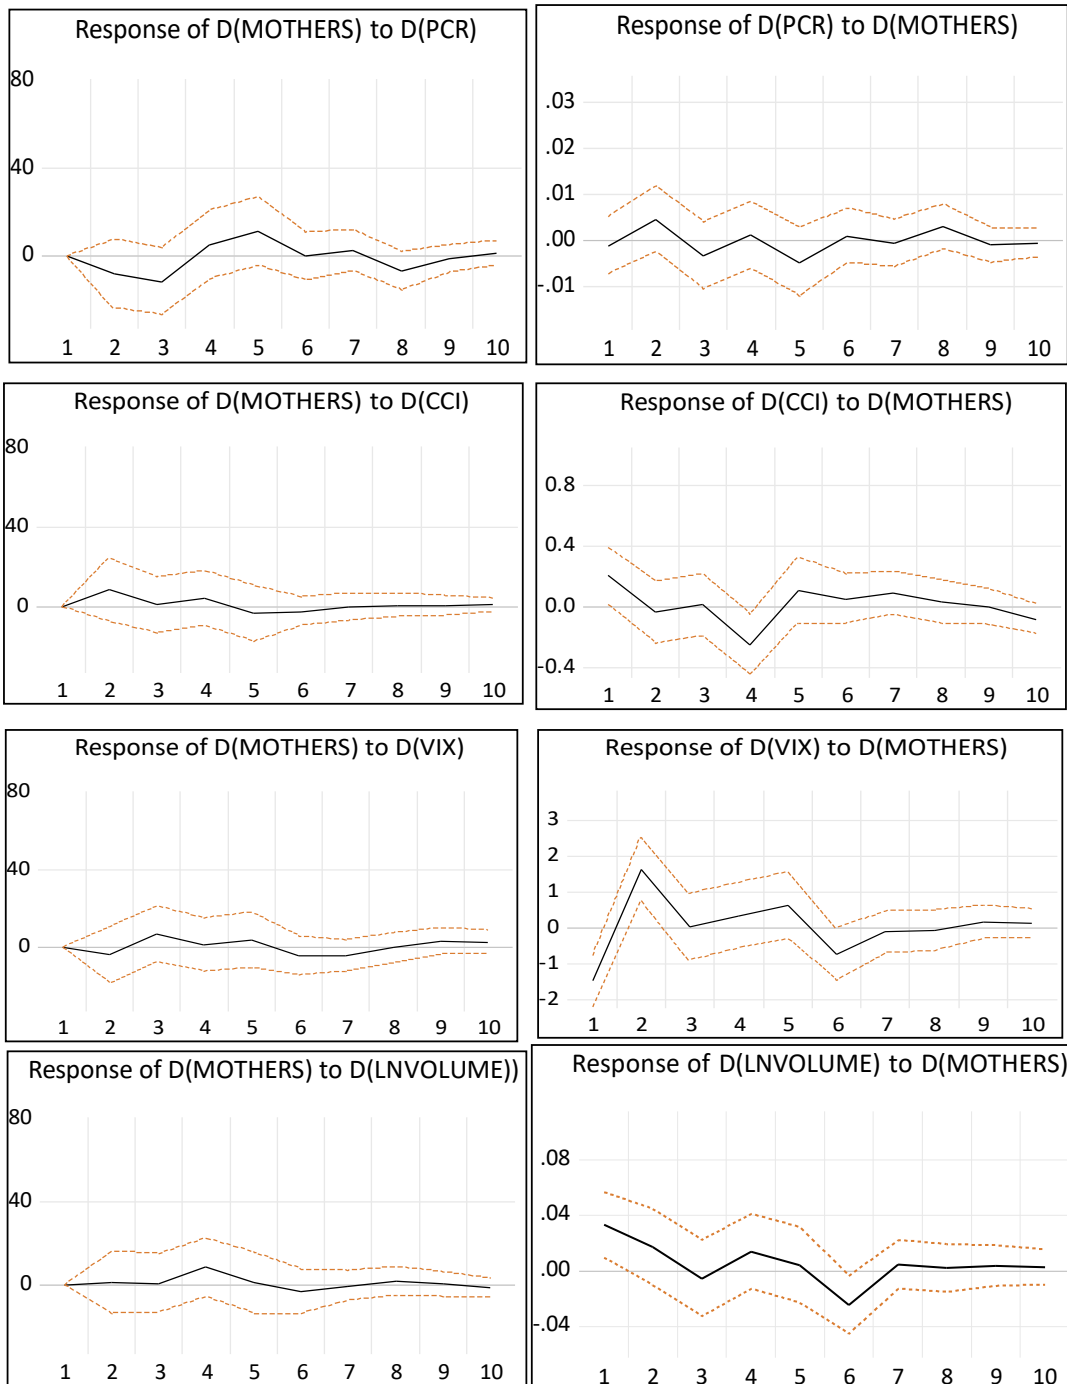 Response of D(MOTHERS) to D(PCR)
80
40
0
1 2 3 4 5 6 7 8 9 10
Response of D(PCR) to D(MOTHERS)
.03
.02
.01
.00
-.01
1 2 3 4 5 6 7 8 9 10
Response of D(MOTHERS) to D(CCI)
80
40
0
1 2 3 4 5 6 7 8 9 10
Response of D(CCI) to D(MOTHERS)
0.8
0.4
0.0
-0.4
1 2 3 4 5 6 7 8 9 10
Response of D(MOTHERS) to D(VIX)
80
40
0
1 2 3 4 5 6 7 8 9 10
Response of D(VIX) to D(MOTHERS)
3
2
1
0
-1
-2
1 2 3 4 5 6 7 8 9 10
Response of D(MOTHERS) to D(LNVOLUME))
80
40
0
1 2 3 4 5 6 7 8 9 10
Response of D(LNVOLUME) to D(MOTHERS)
.08
.04
.00
-.04
1 2 3 4 5 6 7 8 9 10